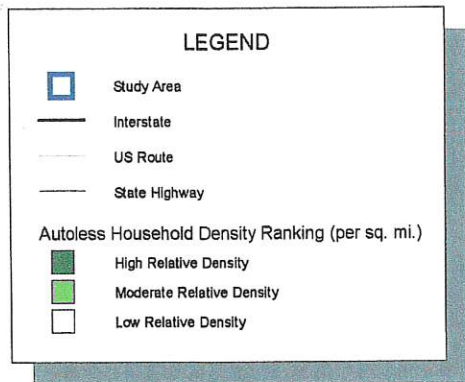 LEGEND
Study Area
Interstate
US Route
State Highway
Autoless Household Density Ranking (per sq. mi.)
High Relative Density
Moderate Relative Density
Low Relative Density